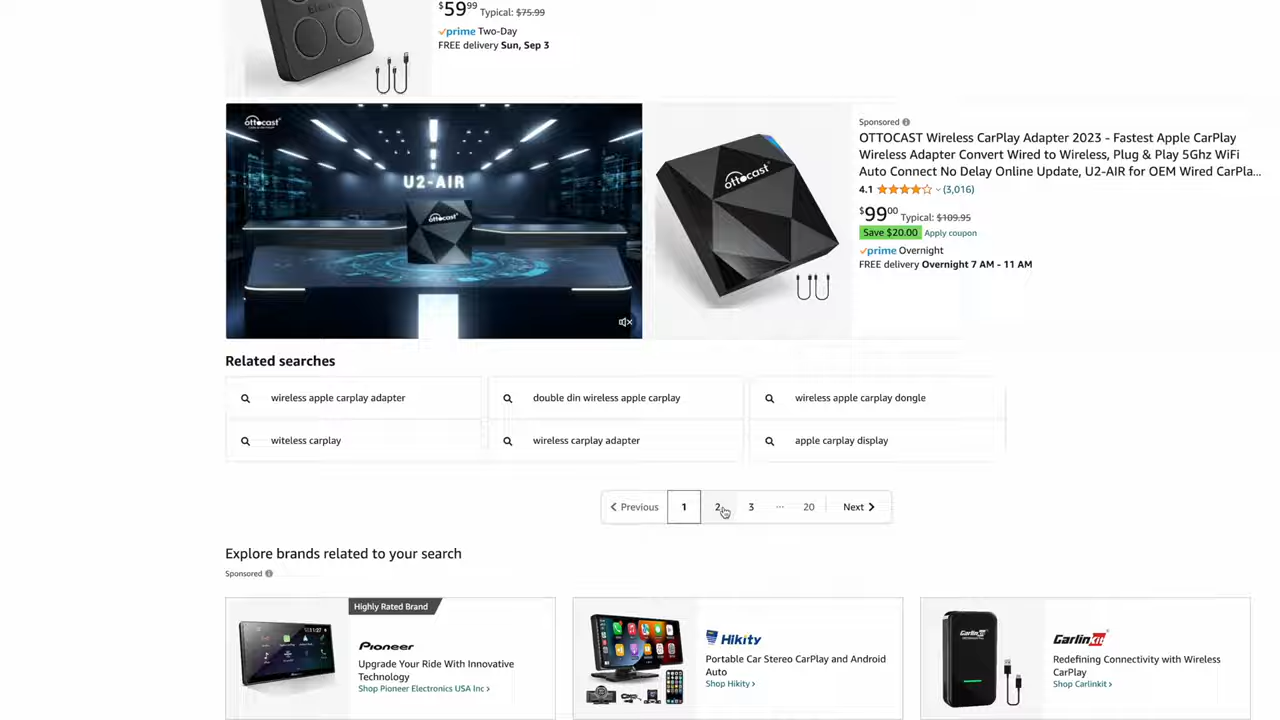 $59⁹⁹ Typical: $75.99
prime Two-Day
FREE delivery Sun, Sep 3
ottocast
U2-AIR
ottocast
ottocast
Sponsored
OTTOCAST Wireless CarPlay Adapter 2023 - Fastest Apple CarPlay
Wireless Adapter Convert Wired to Wireless, Plug & Play 5Ghz WiFi
Auto Connect No Delay Online Update, U2-AIR for OEM Wired CarPla...
4.1 (3,016)
$99⁰⁰ Typical: $109.95
Save $20.00 Apply coupon
prime Overnight
FREE delivery Overnight 7 AM - 11 AM
Related searches
wireless apple carplay adapter
double din wireless apple carplay
wireless apple carplay dongle
witeless carplay
wireless carplay adapter
apple carplay display
Previous 1 2 3 ... 20 Next
Explore brands related to your search
Sponsored
Highly Rated Brand
Pioneer
Upgrade Your Ride With Innovative
Technology
Shop Pioneer Electronics USA Inc
Hikity
Portable Car Stereo CarPlay and Android
Auto
Shop Hikity
CarlinKit
CarlinKit
Redefining Connectivity with Wireless
CarPlay
Shop Carlinkit